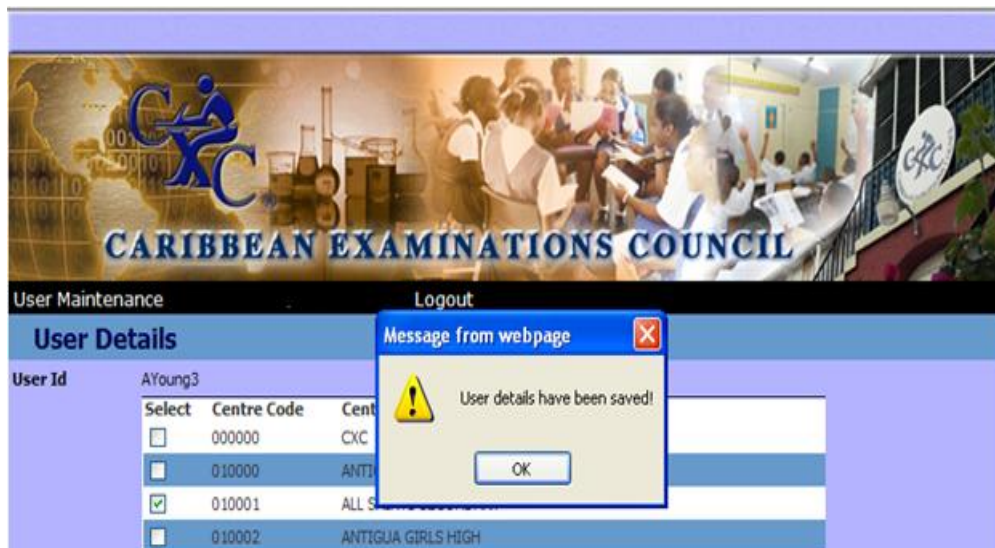 CXC
CXC
CARIBBEAN EXAMINATIONS COUNCIL
User Maintenance Logout
User Details
Message from webpage
User details have been saved!
OK
User Id AYoung3
Select Centre Code Cent
000000 CXC
010000 ANTI
010001 ALL
010002 ANTIGUA GIRLS HIGH